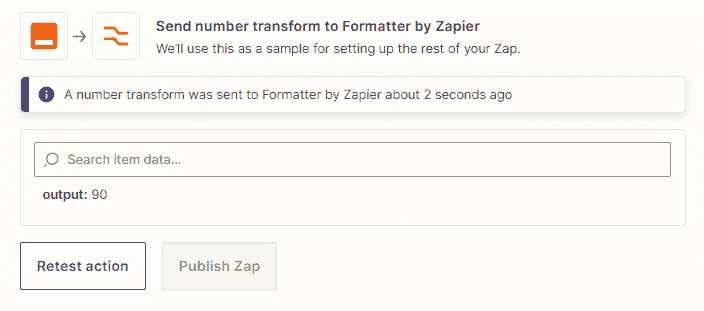 Send number transform to Formatter by Zapier
We'll use this as a sample for setting up the rest of your Zap.
A number transform was sent to Formatter by Zapier about 2 seconds ago
Search item data...
output: 90
Retest action
Publish Zap